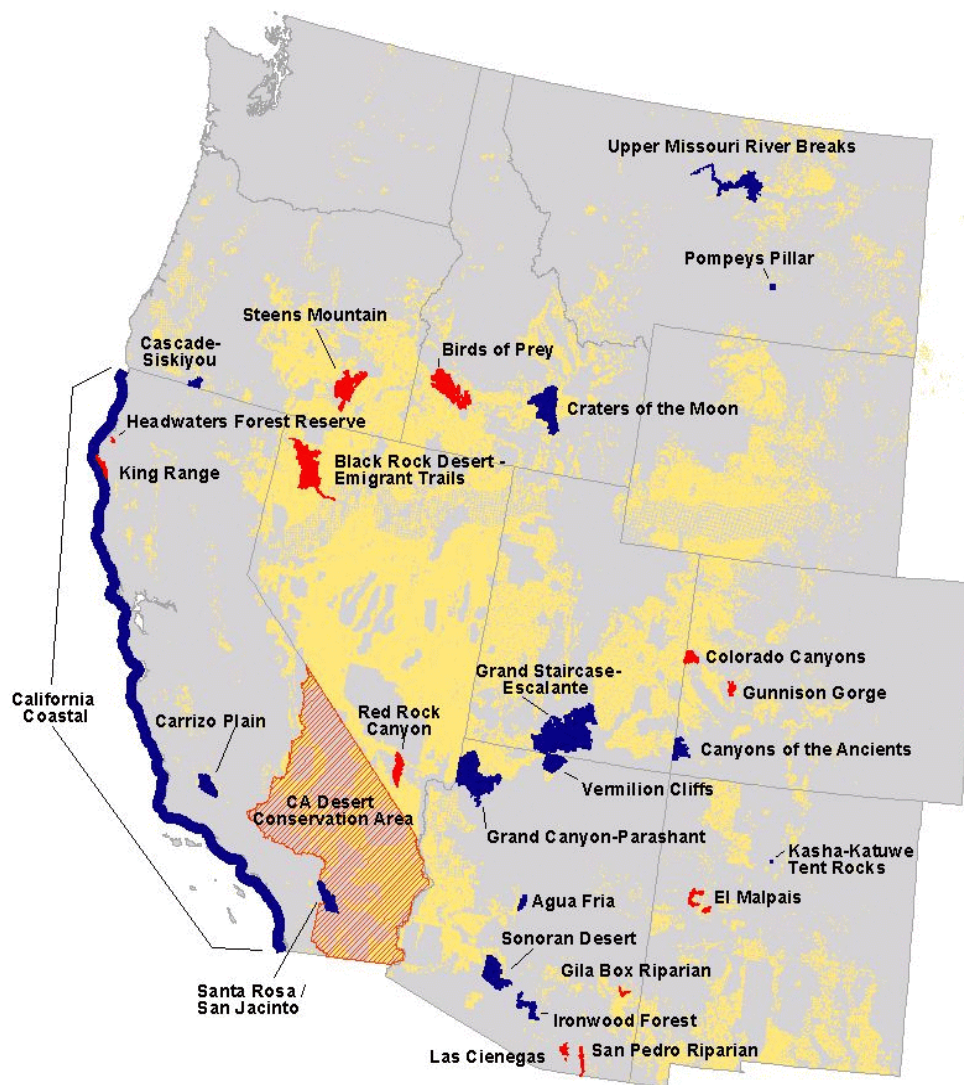 Upper Missouri River Breaks
Pompeys Pillar
Steens Mountain
Cascade-
Siskiyou
Birds of Prey
Craters of the Moon
Headwaters Forest Reserve
King Range
Black Rock Desert -
Emigrant Trails
Colorado Canyons
Grand Staircase-
Escalante
Gunnison Gorge
California
Coastal
Carrizo Plain
Red Rock
Canyon
Canyons of the Ancients
Vermilion Cliffs
CA Desert
Conservation Area
Grand Canyon-Parashant
Kasha-Katuwe
Tent Rocks
El Malpais
Agua Fria
Sonoran Desert
Gila Box Riparian
Santa Rosa /
San Jacinto
Ironwood Forest
Las Cienegas
San Pedro Riparian